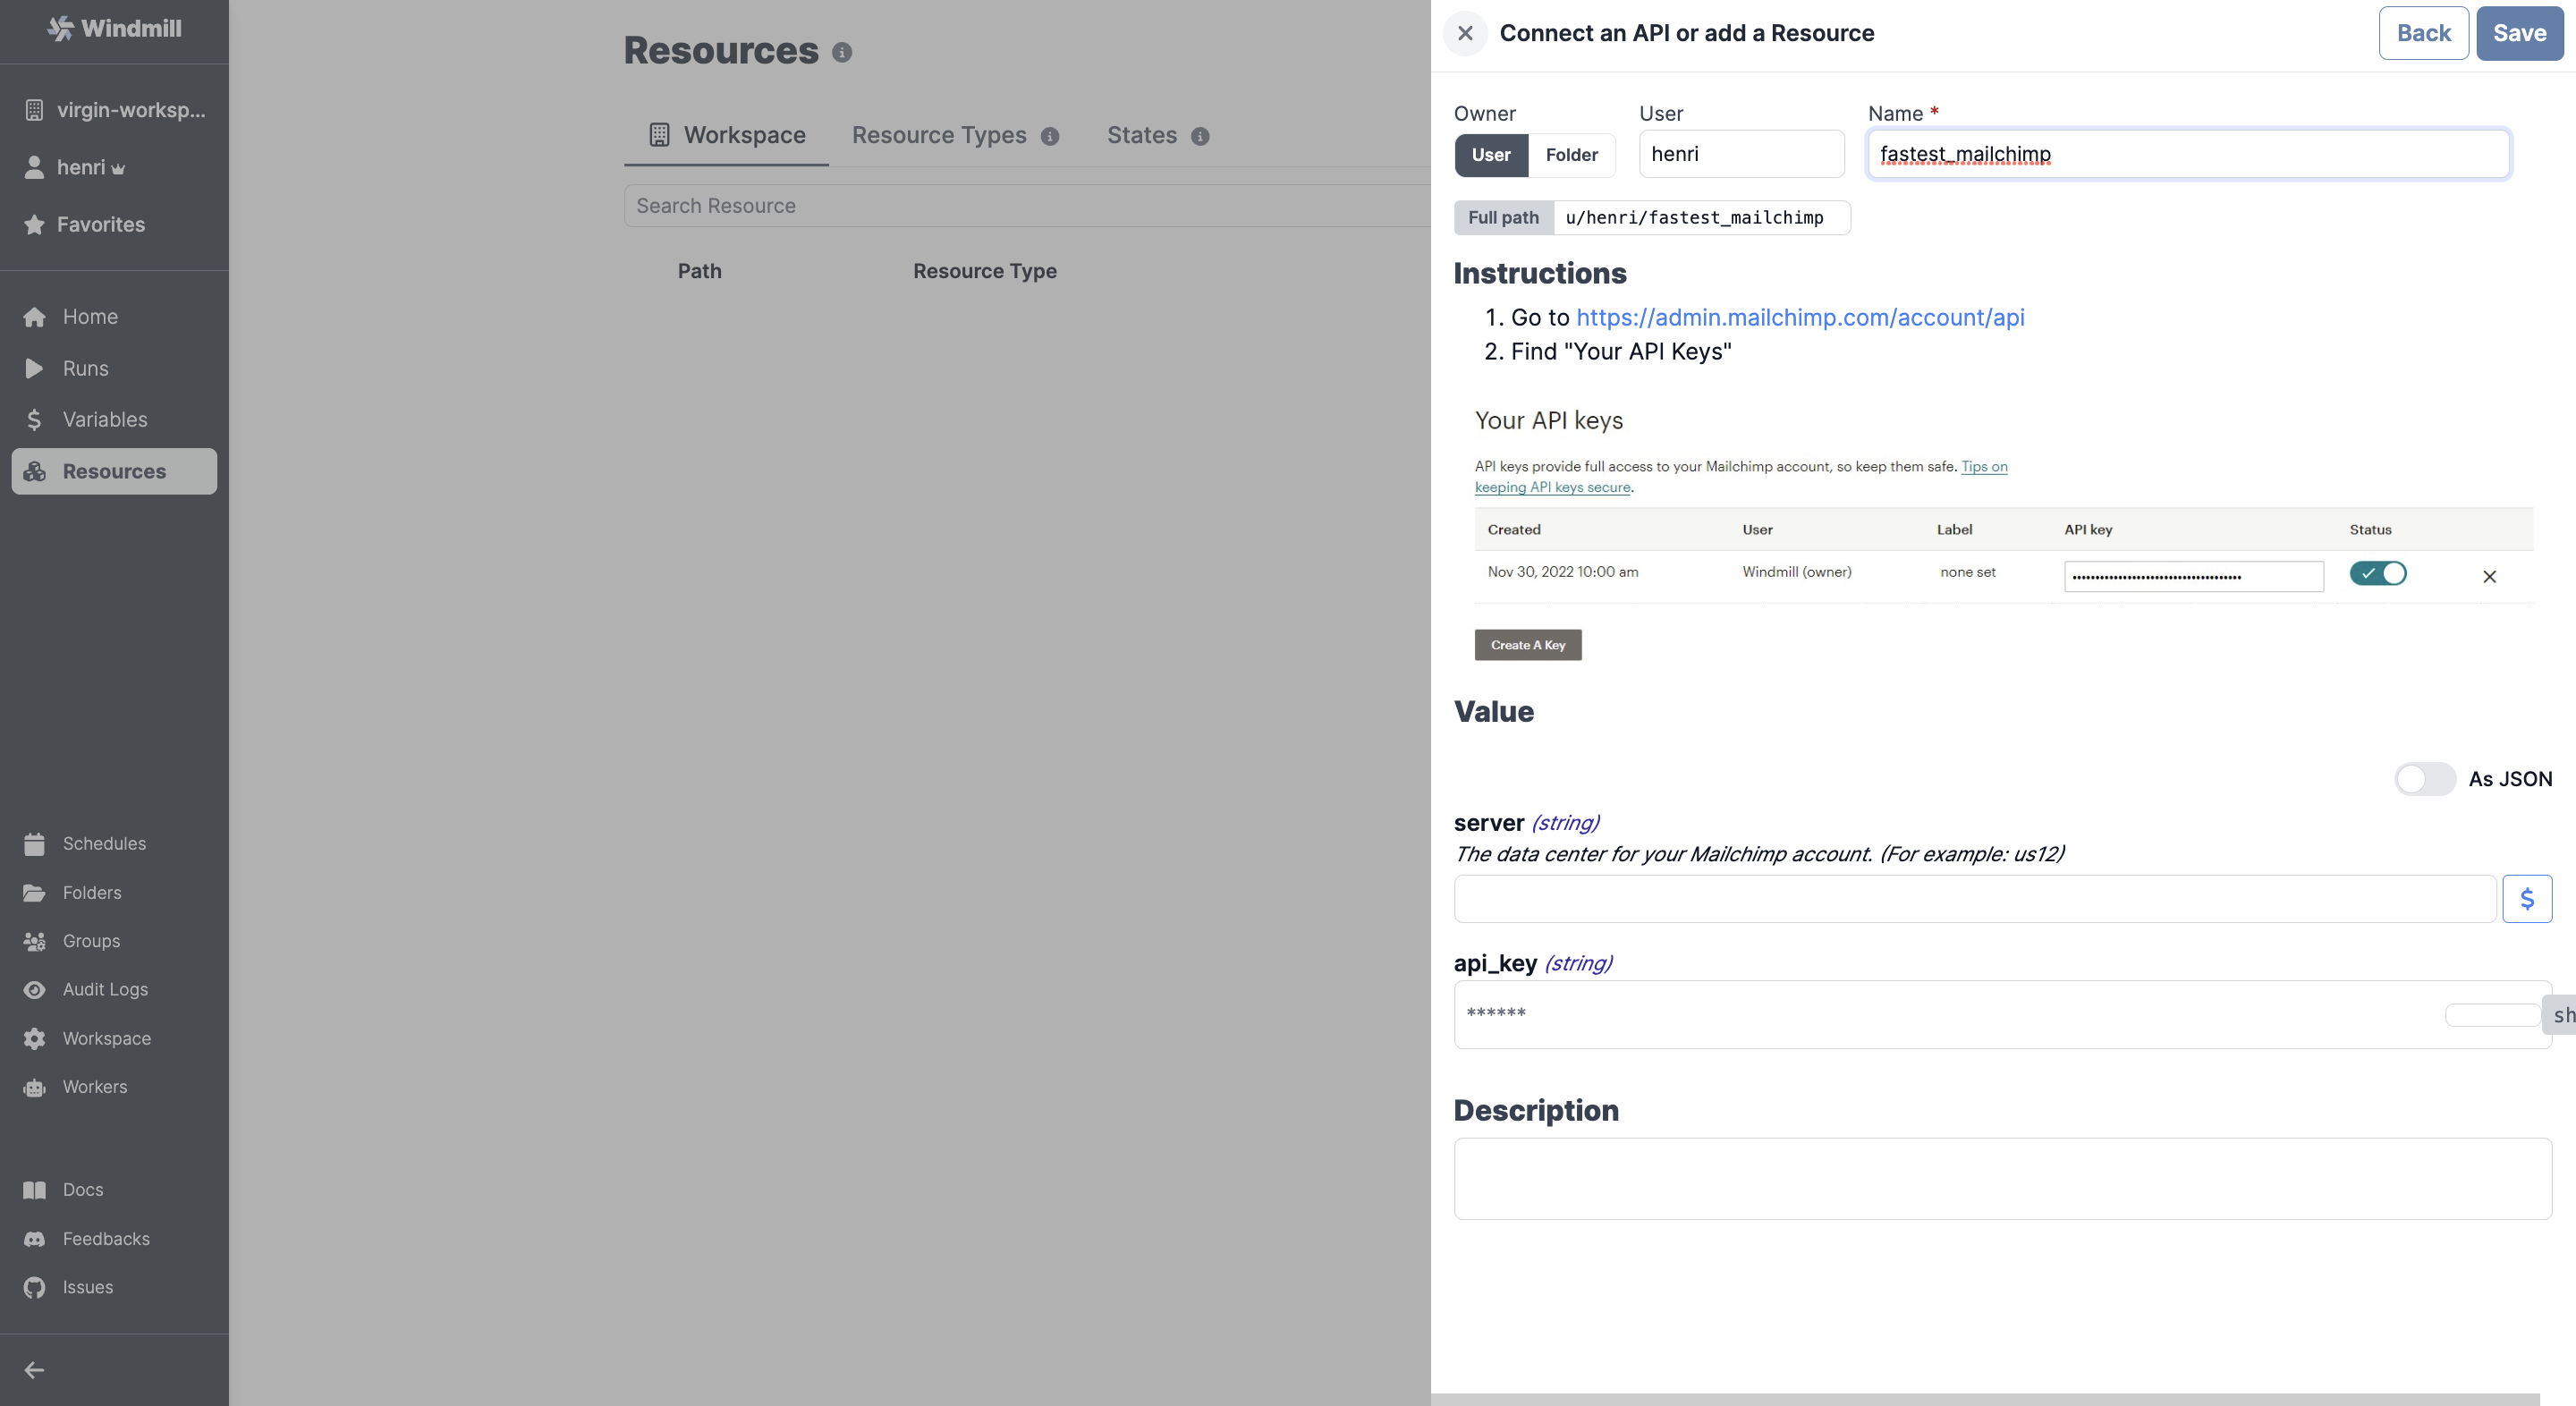 Windmill
virgin-worksp...
henri
Favorites
Home
Runs
Variables
Resources
Schedules
Folders
Groups
Audit Logs
Workspace
Workers
Docs
Feedbacks
Issues
Resources
Workspace
Resource Types
States
Search Resource
Path Resource Type
Connect an API or add a Resource
Back
Save
Owner User Name *
User Folder henri fastest_mailchimp
Full path u/henri/fastest_mailchimp
Instructions
1. Go to https://admin.mailchimp.com/account/api
2. Find "Your API Keys"
Your API keys
API keys provide full access to your Mailchimp account, so keep them safe. Tips on
keeping API keys secure.
Created User Label API key Status
Nov 30, 2022 10:00 am Windmill (owner) none set ••••••••••••••••••••••••••••••••••••
Create A Key
Value
As JSON
server (string)
The data center for your Mailchimp account. (For example: us12)
$
api_key (string)
******
sh
Description